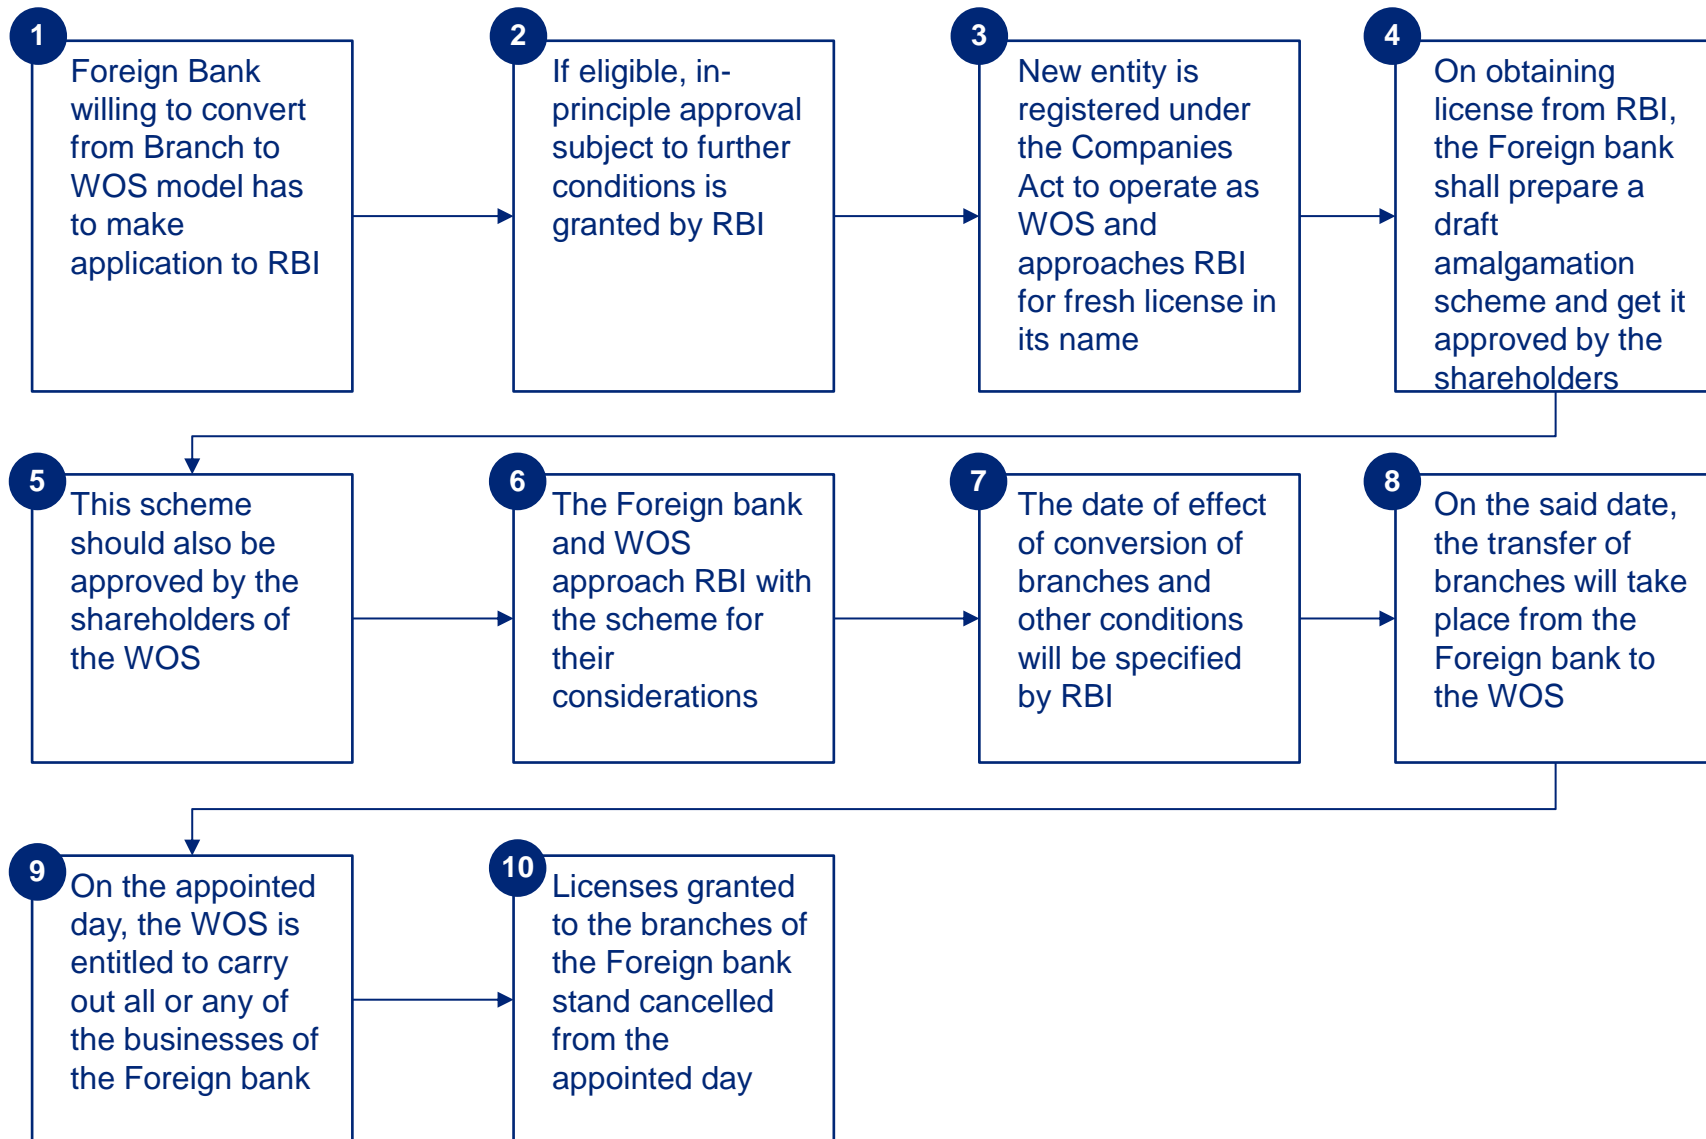 1
Foreign Bank
willing to convert
from Branch to
WOS model has
to make
application to RBI
2
If eligible, in-
principle approval
subject to further
conditions is
granted by RBI
3
New entity is
registered under
the Companies
Act to operate as
WOS and
approaches RBI
for fresh license in
its name
4
On obtaining
license from RBI,
the Foreign bank
shall prepare a
draft
amalgamation
scheme and get it
approved by the
shareholders
5
This scheme
should also be
approved by the
shareholders of
the WOS
6
The Foreign bank
and WOS
approach RBI with
the scheme for
their
considerations
7
The date of effect
of conversion of
branches and
other conditions
will be specified
by RBI
8
On the said date,
the transfer of
branches will take
place from the
Foreign bank to
the WOS
9
On the appointed
day, the WOS is
entitled to carry
out all or any of
the businesses of
the Foreign bank
10
Licenses granted
to the branches of
the Foreign bank
stand cancelled
from the
appointed day